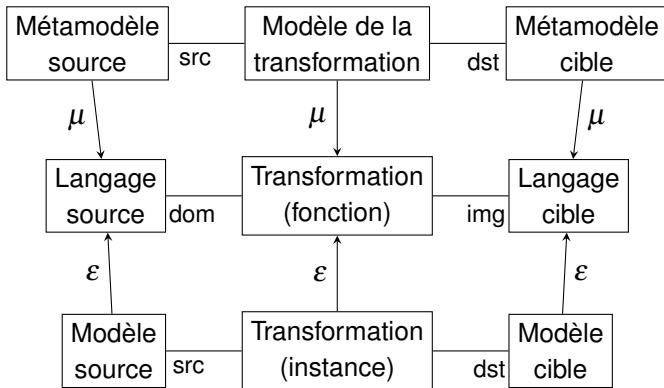 Métamodèle
source
src
Modèle de la
transformation
dst
Métamodèle
cible
μ
μ
μ
Langage
source
dom
Transformation
(fonction)
img
Langage
cible
ε
ε
ε
Modèle
source
src
Transformation
(instance)
dst
Modèle
cible